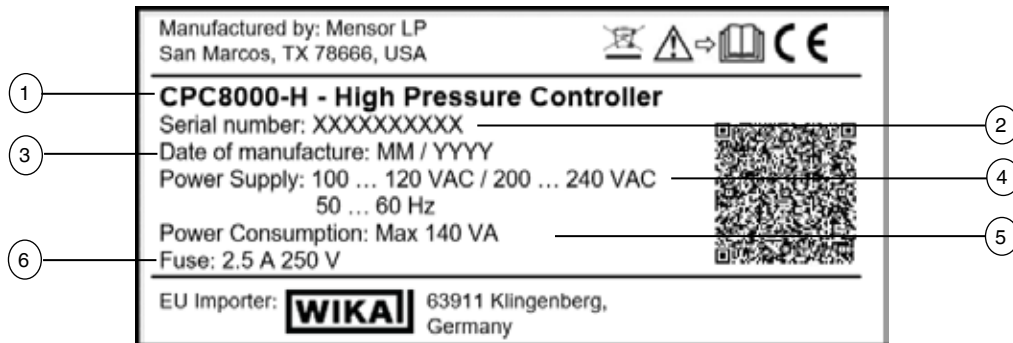 Manufactured by: Mensor LP
San Marcos, TX 78666, USA
CE
1
CPC8000-H - High Pressure Controller
Serial number: XXXXXXXXXX
2
3
Date of manufacture: MM / YYYY
Power Supply: 100 ... 120 VAC / 200 ... 240 VAC
4
50 ... 60 Hz
Power Consumption: Max 140 VA
5
6
Fuse: 2.5 A 250 V
EU Importer: WIKA 63911 Klingenberg,
Germany